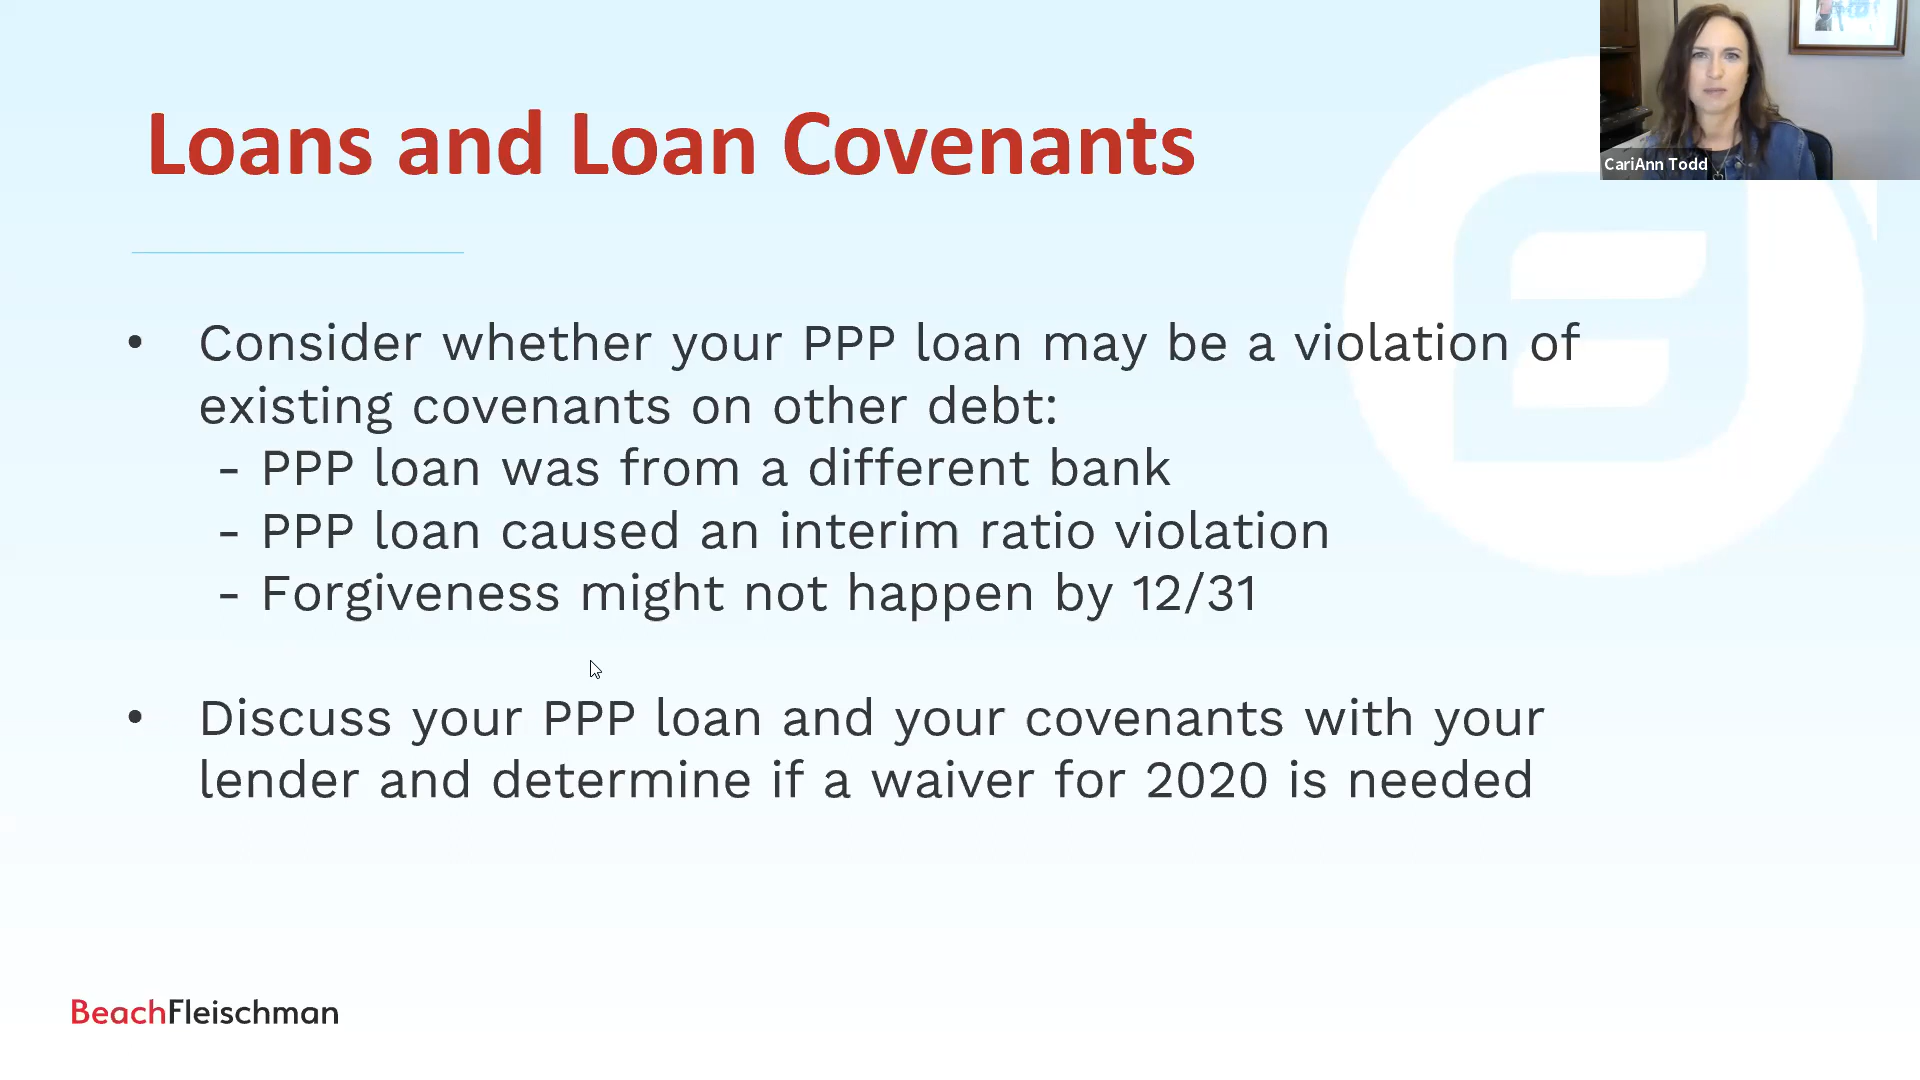 CariAnn Todd
Loans and Loan Covenants
• Consider whether your PPP loan may be a violation of
existing covenants on other debt:
- PPP loan was from a different bank
- PPP loan caused an interim ratio violation
- Forgiveness might not happen by 12/31
• Discuss your PPP loan and your covenants with your
lender and determine if a waiver for 2020 is needed
BeachFleischman